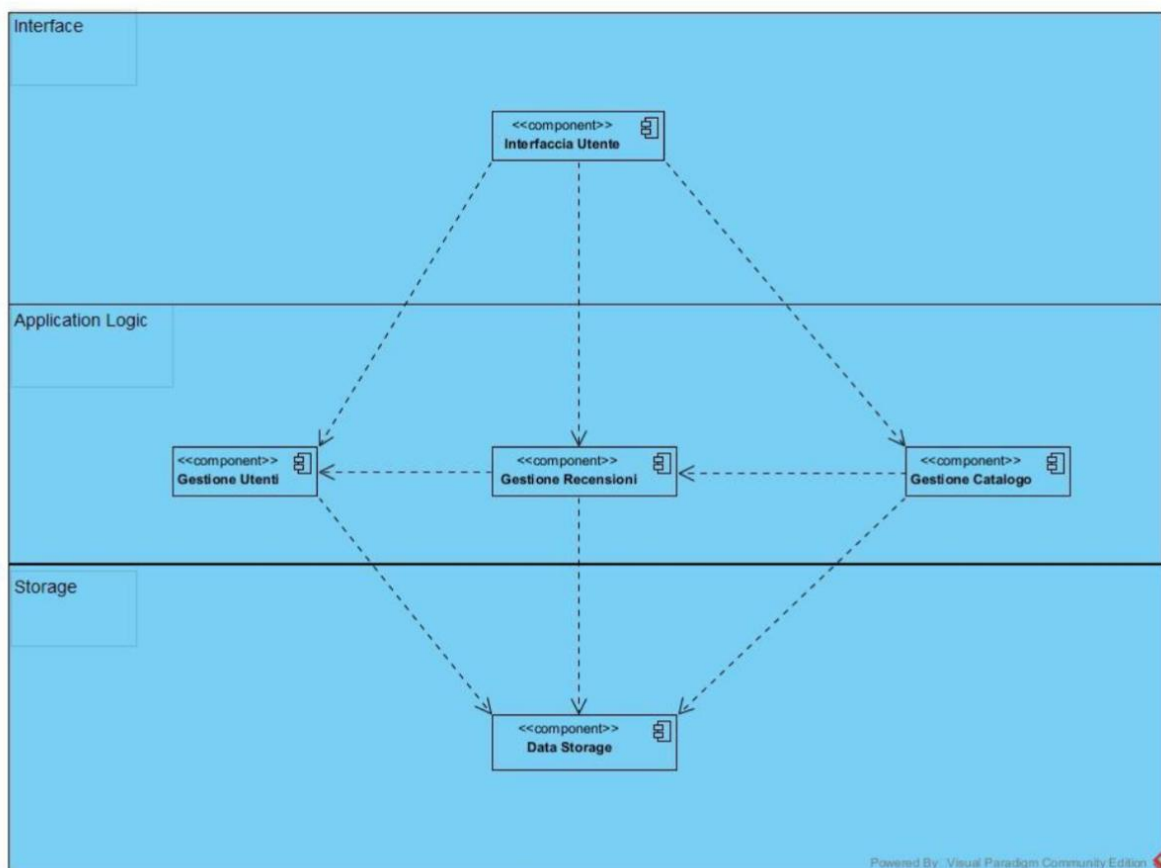 Interface
<<component>>
Interfaccia Utente
Application Logic
<<component>>
Gestione Utenti
<<component>>
Gestione Recensioni
<<component>>
Gestione Catalogo
Storage
<<component>>
Data Storage
Powered By Visual Paradigm Community Edition